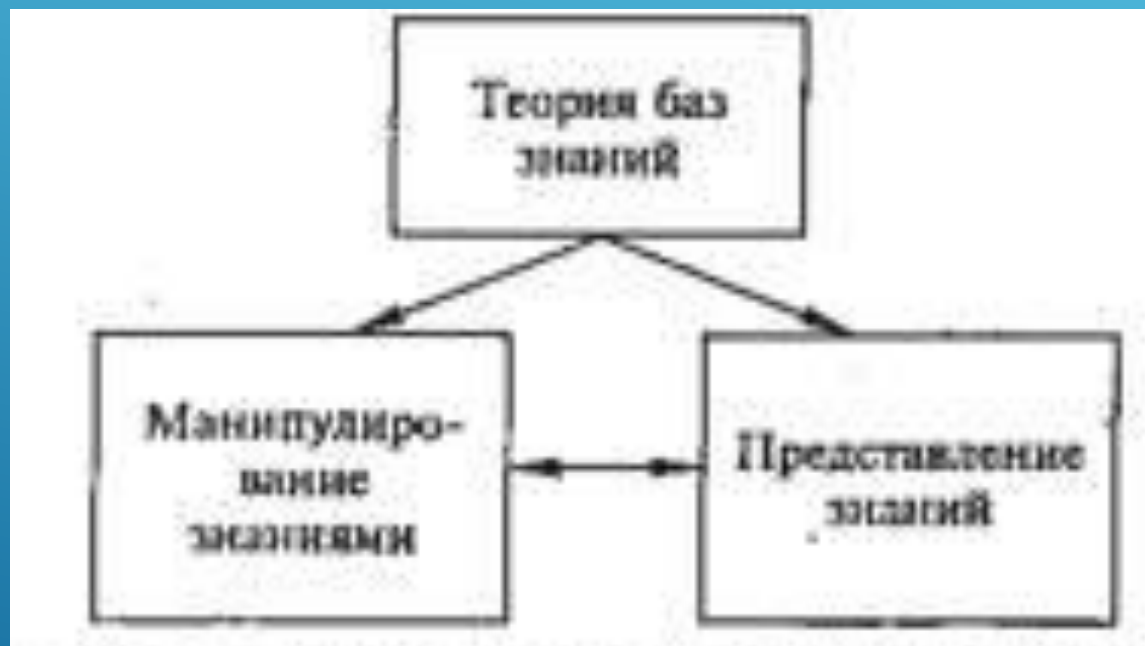 Теория баз
знаний
Манипулиро-
вание
знаниями
Представление
знаний